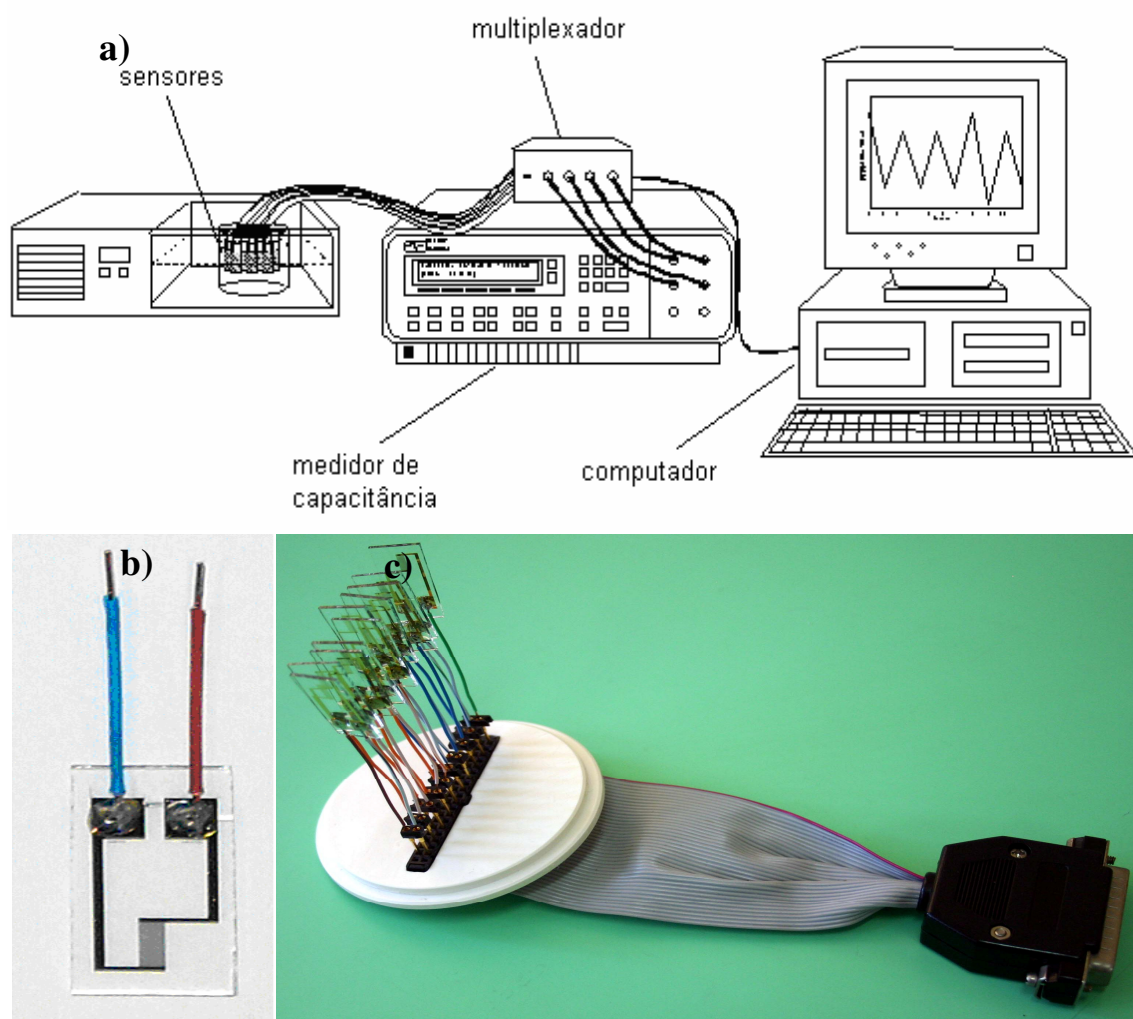 a)
multiplexador
sensores
medidor de
capacitância
computador
b)
c)